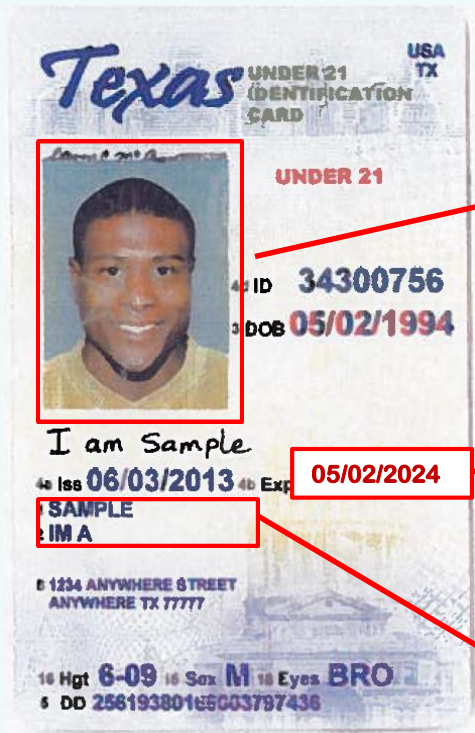 Texas
UNDER 21
IDENTIFICATION
CARD
USA
TX
UNDER 21
4d ID 34300756
3 DOB 05/02/1994
I am Sample
4a Iss 06/03/2013 4b Exp 05/02/2024
SAMPLE
IM A
8 1234 ANYWHERE STREET
ANYWHERE TX 77777
16 Hgt 6-09 15 Sex M 18 Eyes BRO
5 DD